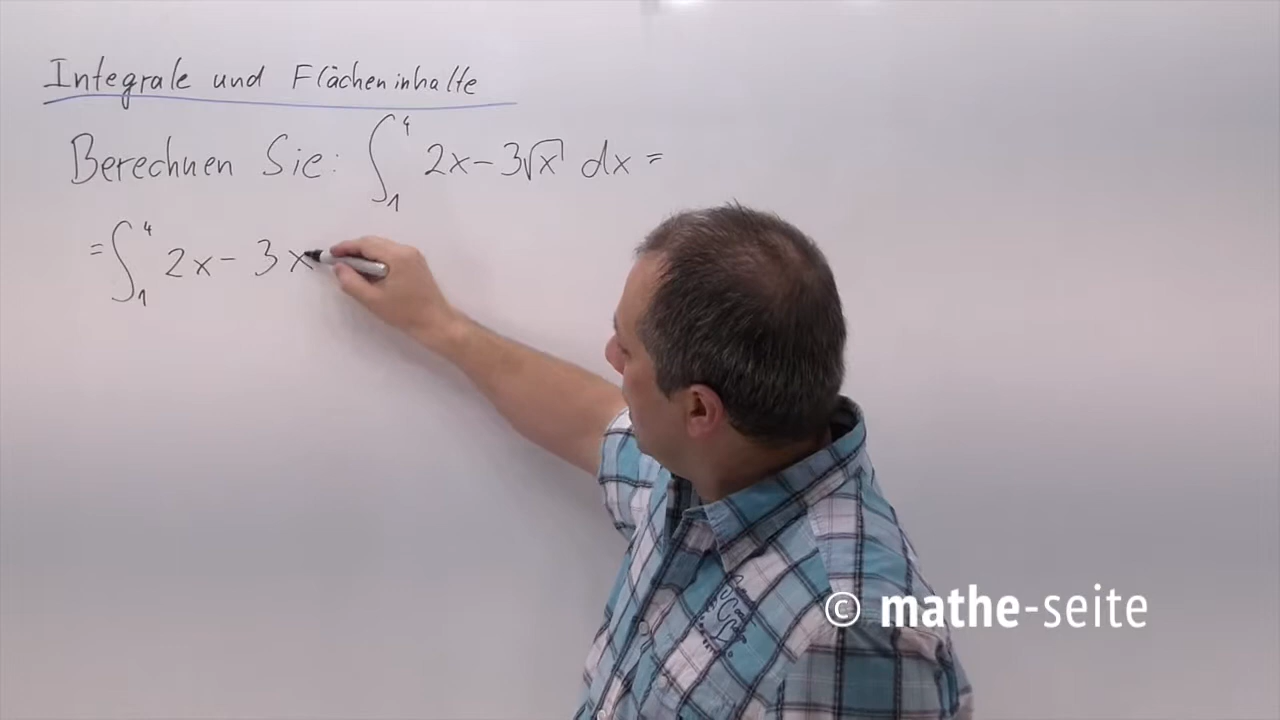 Integrale und Flächeninhalte
Berechnen Sie: ∫₁⁴ 2x - 3√x dx =
= ∫₁⁴ 2x - 3x
© mathe-seite